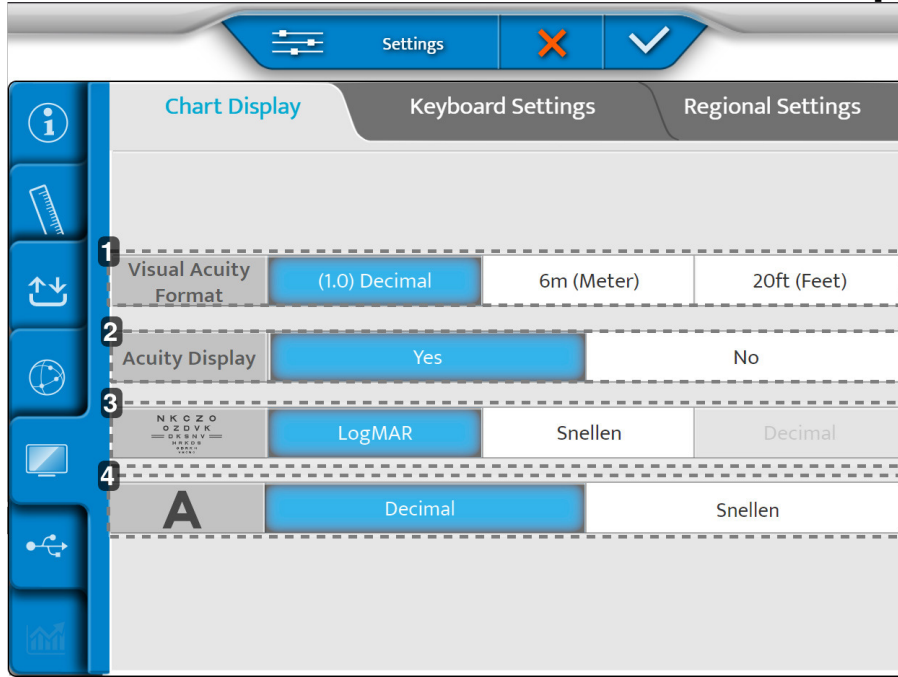 Settings
Chart Display
Keyboard Settings
Regional Settings
1
Visual Acuity
Format
(1.0) Decimal
6m (Meter)
20ft (Feet)
2
Acuity Display
Yes
No
3
N K C Z O
O Z D V K
D K S N V
H R K D S
LogMAR
Snellen
Decimal
4
A
Decimal
Snellen